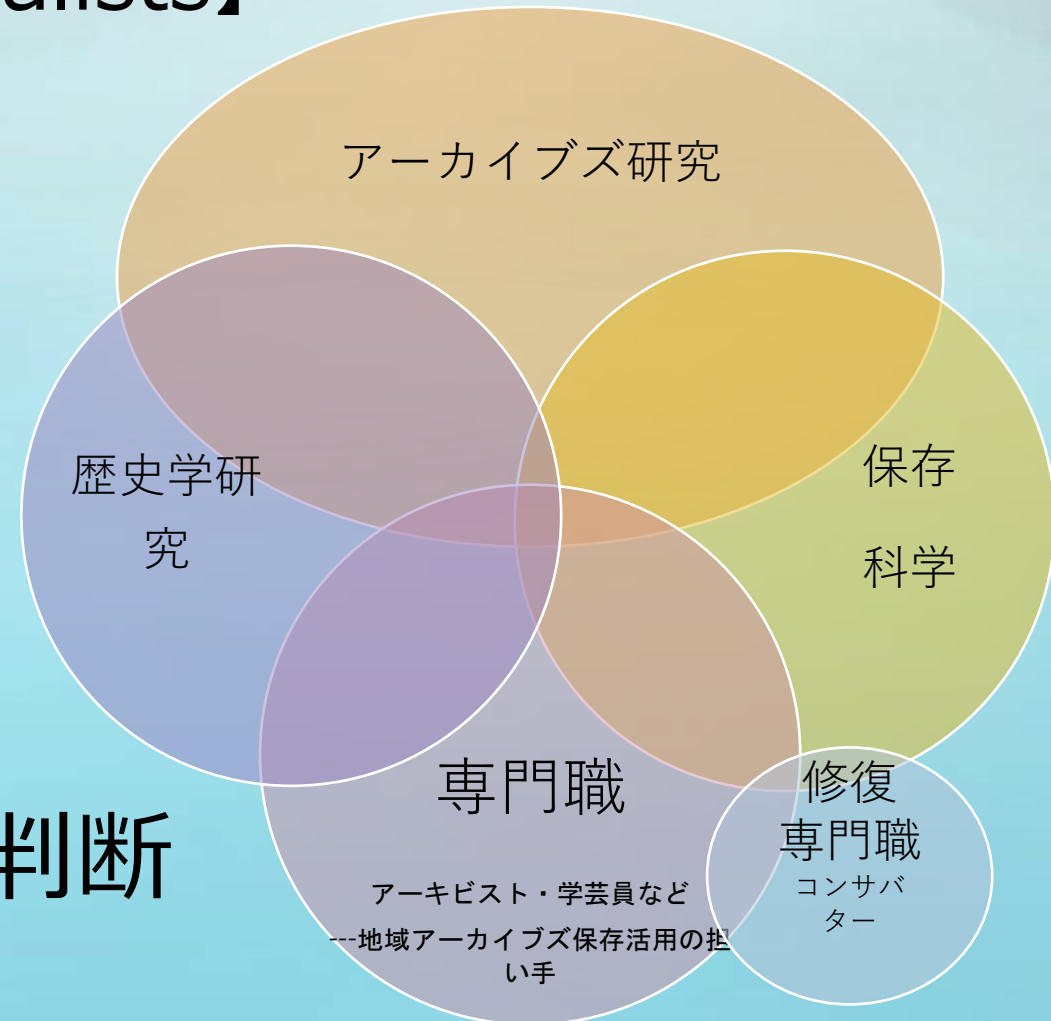 アーカイブズ研究
歴史学研
究
保存
科学
専門職
アーキビスト・学芸員など
---地域アーカイブズ保存活用の担
い手
修復
専門職
コンサバ
ター
判断